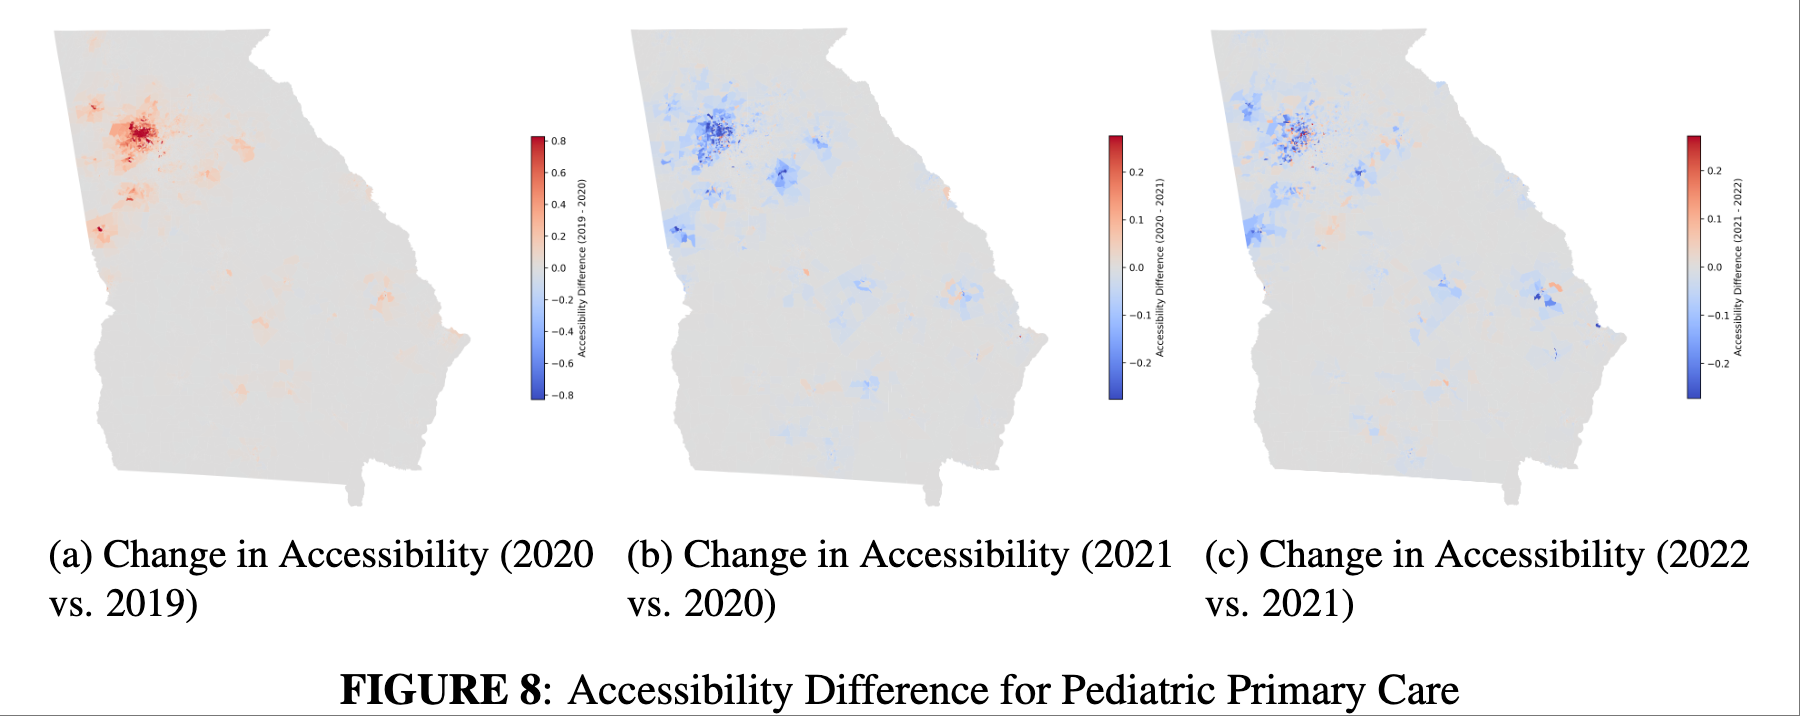 0.8
0.6
0.4
0.2
0.0
−0.2
−0.4
−0.6
−0.8
Accessibility Difference (2019 - 2020)
0.2
0.1
0.0
−0.1
−0.2
Accessibility Difference (2020 - 2021)
0.2
0.1
0.0
−0.1
−0.2
Accessibility Difference (2021 - 2022)
(a) Change in Accessibility (2020
vs. 2019)
(b) Change in Accessibility (2021
vs. 2020)
(c) Change in Accessibility (2022
vs. 2021)
FIGURE 8: Accessibility Difference for Pediatric Primary Care